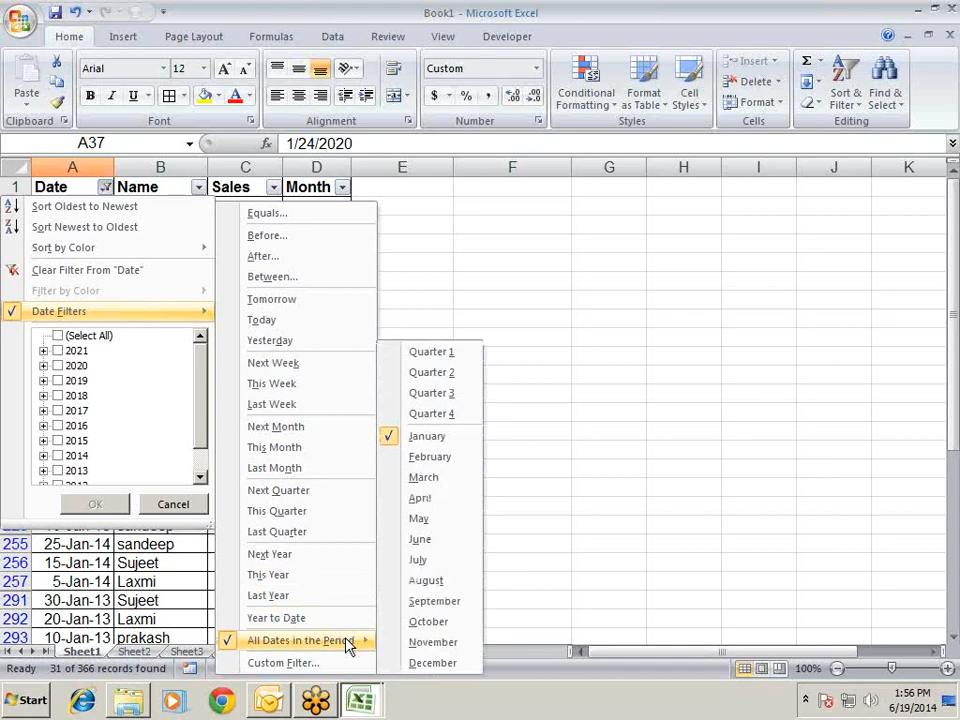 Book1 - Microsoft Excel
Home Insert Page Layout Formulas Data Review View Developer
Paste
Arial 12
B I U
Custom
$ % ,
Conditional Formatting
Format as Table
Cell Styles
Insert
Delete
Format
Σ
Sort & Filter
Find & Select
Clipboard Font Alignment Number Styles Cells Editing
A37 fx 1/24/2020
A B C D E F G H I J K
1 Date Name Sales Month
Sort Oldest to Newest
Sort Newest to Oldest
Sort by Color
Clear Filter From "Date"
Filter by Color
Date Filters
(Select All)
2021
2020
2019
2018
2017
2016
2015
2014
2013
OK Cancel
Equals...
Before...
After...
Between...
Tomorrow
Today
Yesterday
Next Week
This Week
Last Week
Next Month
This Month
Last Month
Next Quarter
This Quarter
Last Quarter
Next Year
This Year
Last Year
Year to Date
All Dates in the Period
Custom Filter...
Quarter 1
Quarter 2
Quarter 3
Quarter 4
January
February
March
April
May
June
July
August
September
October
November
December
255 25-Jan-14 sandeep
256 15-Jan-14 Sujeet
257 5-Jan-14 Laxmi
291 30-Jan-13 Sujeet
292 20-Jan-13 Laxmi
293 10-Jan-13 prakash
Sheet1 Sheet2 Sheet3
Ready 31 of 366 records found 100%
Start 1:56 PM
6/19/2014